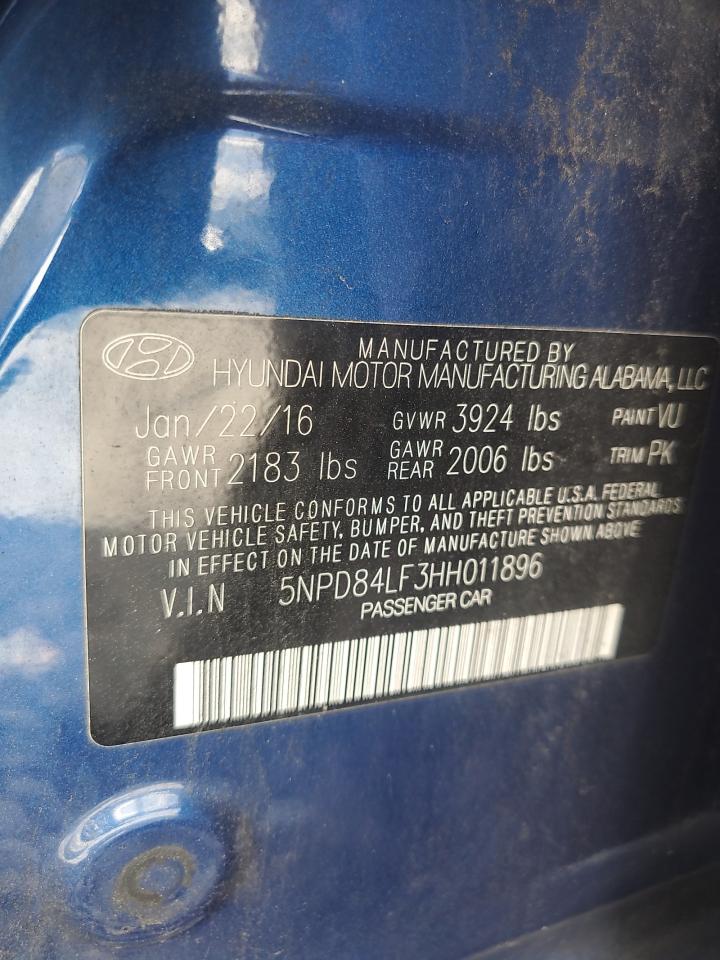 MANUFACTURED BY
HYUNDAI MOTOR MANUFACTURING ALABAMA, LLC
Jan/22/16 GVWR 3924 lbs PAINT VU
GAWR FRONT 2183 lbs GAWR REAR 2006 lbs TRIM PK
THIS VEHICLE CONFORMS TO ALL APPLICABLE U.S.A. FEDERAL
MOTOR VEHICLE SAFETY, BUMPER, AND THEFT PREVENTION STANDARDS
IN EFFECT ON THE DATE OF MANUFACTURE SHOWN ABOVE
V.I.N 5NPD84LF3HH011896
PASSENGER CAR